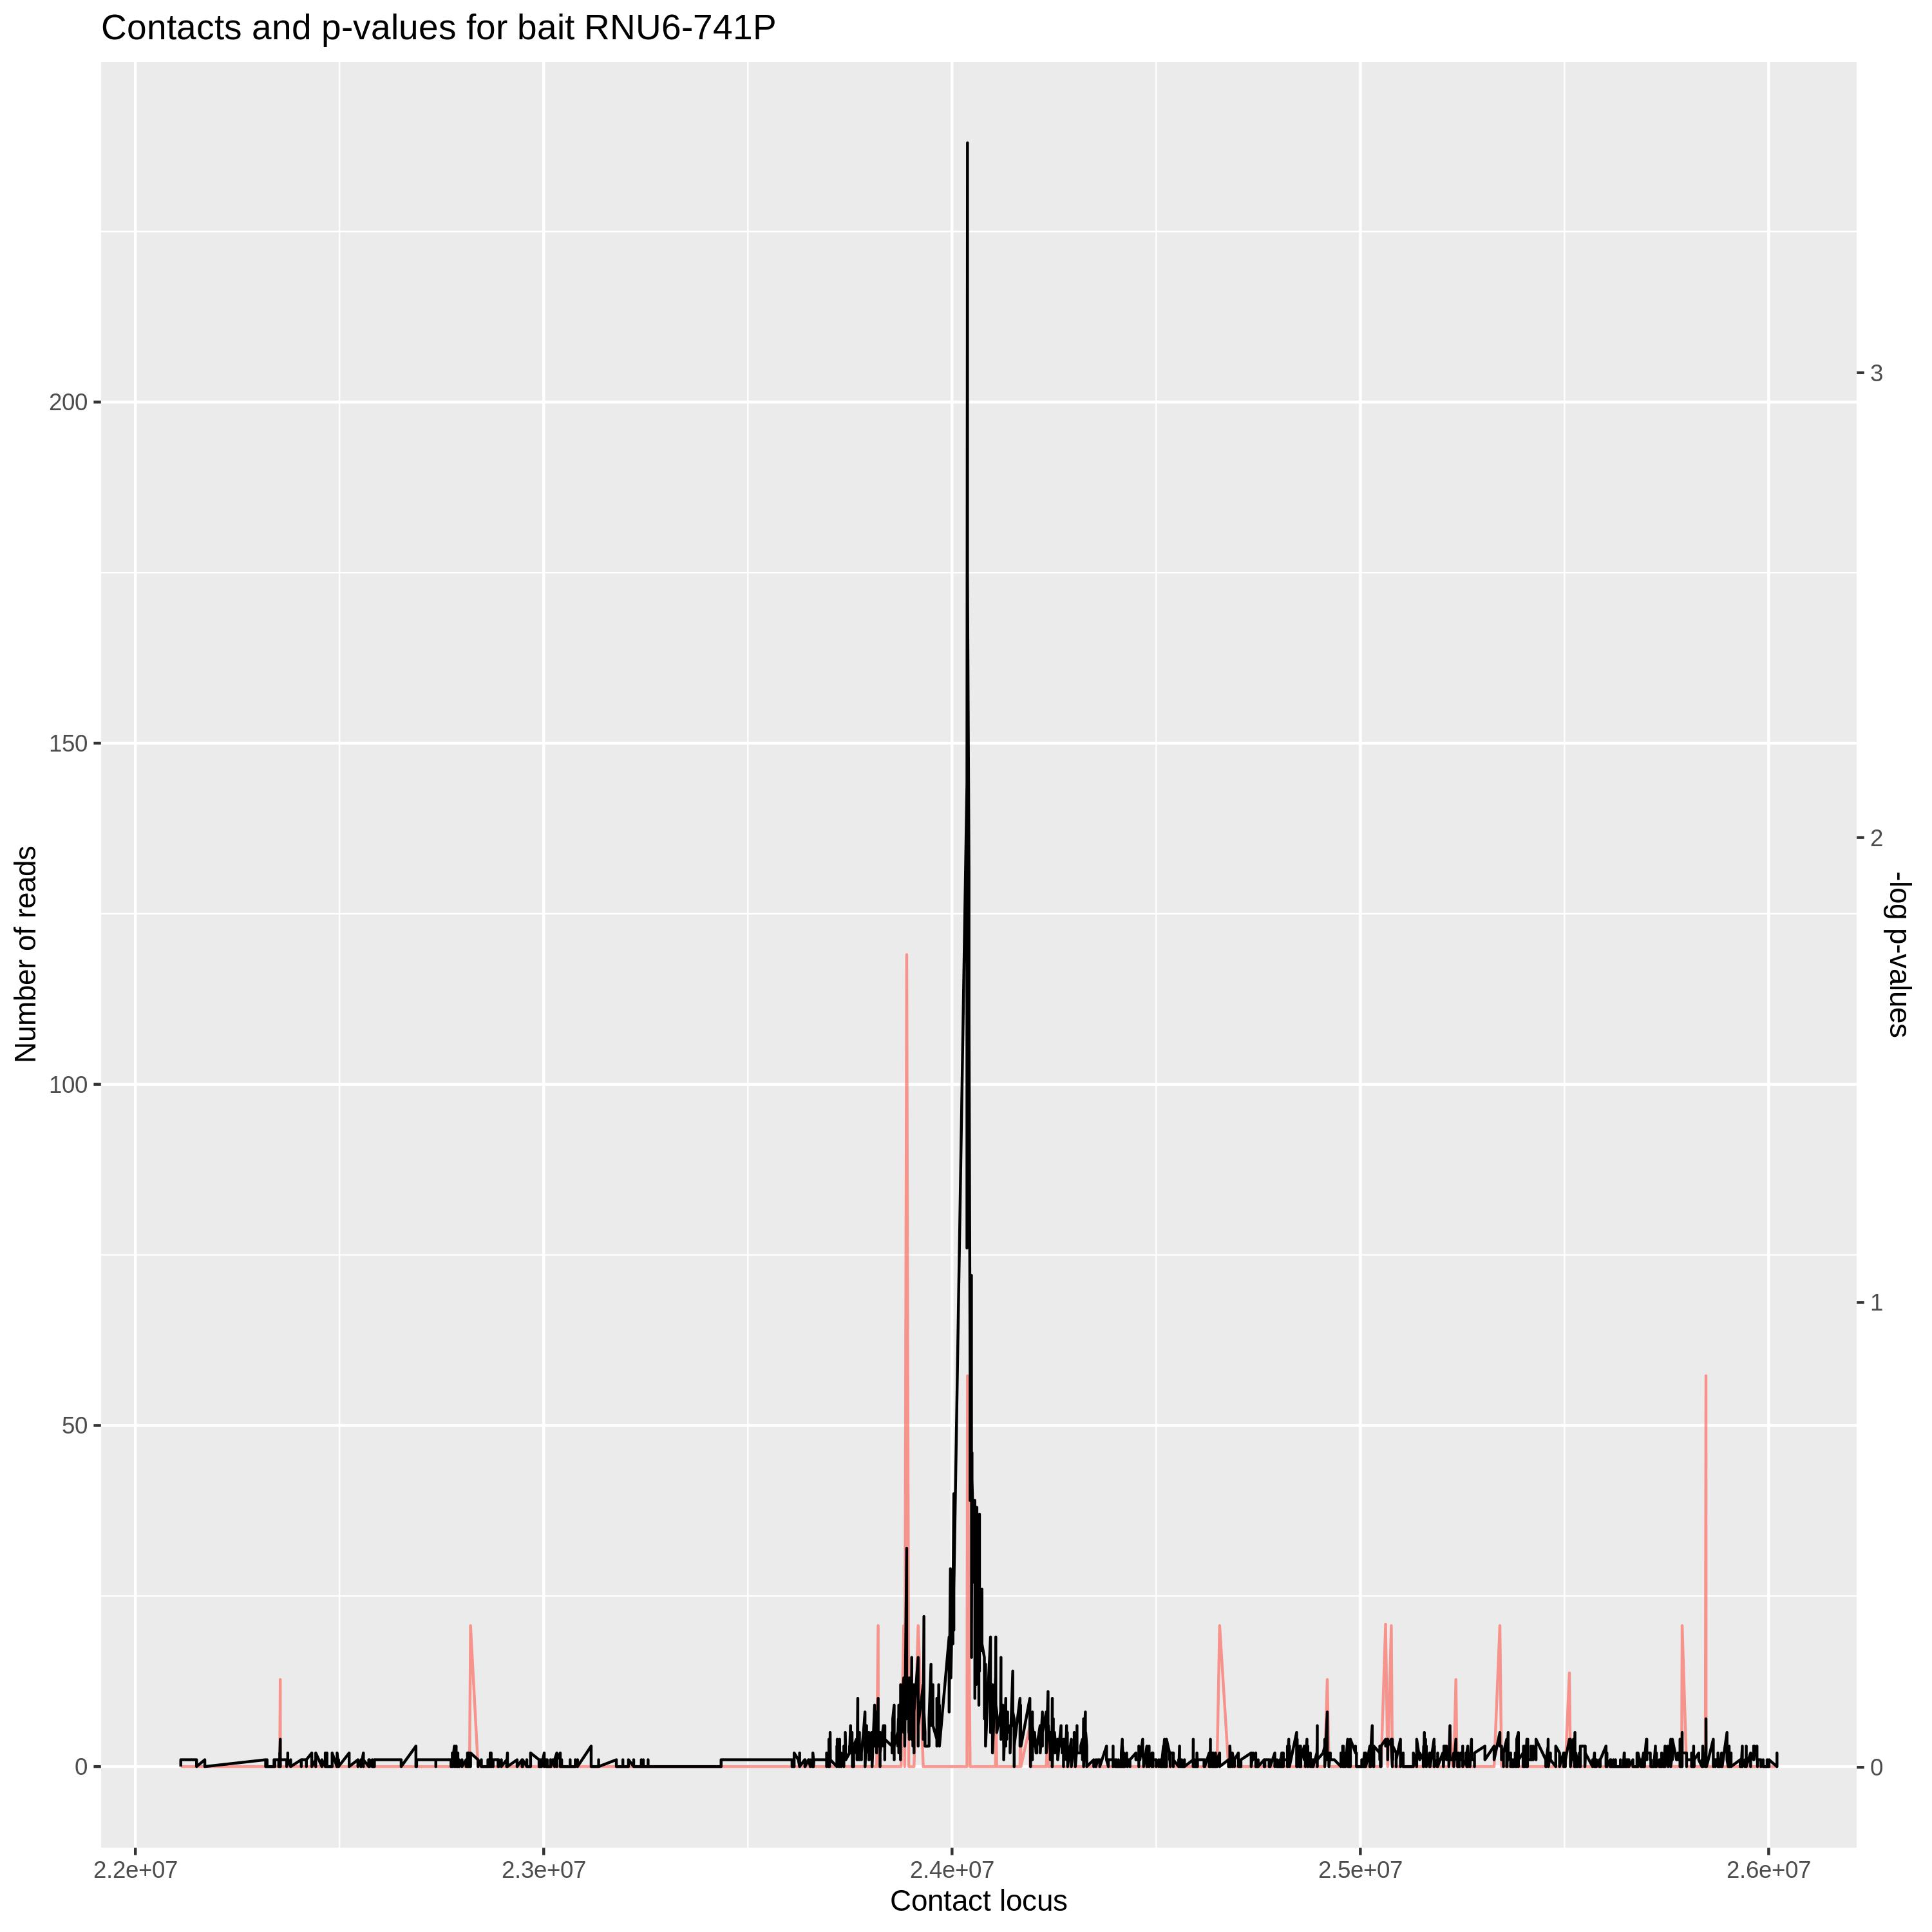 Contacts and p-values for bait RNU6-741P
Number of reads
200
150
100
50
0
3
2
1
0
-log p-values
2.2e+07 2.3e+07 2.4e+07 2.5e+07 2.6e+07
Contact locus